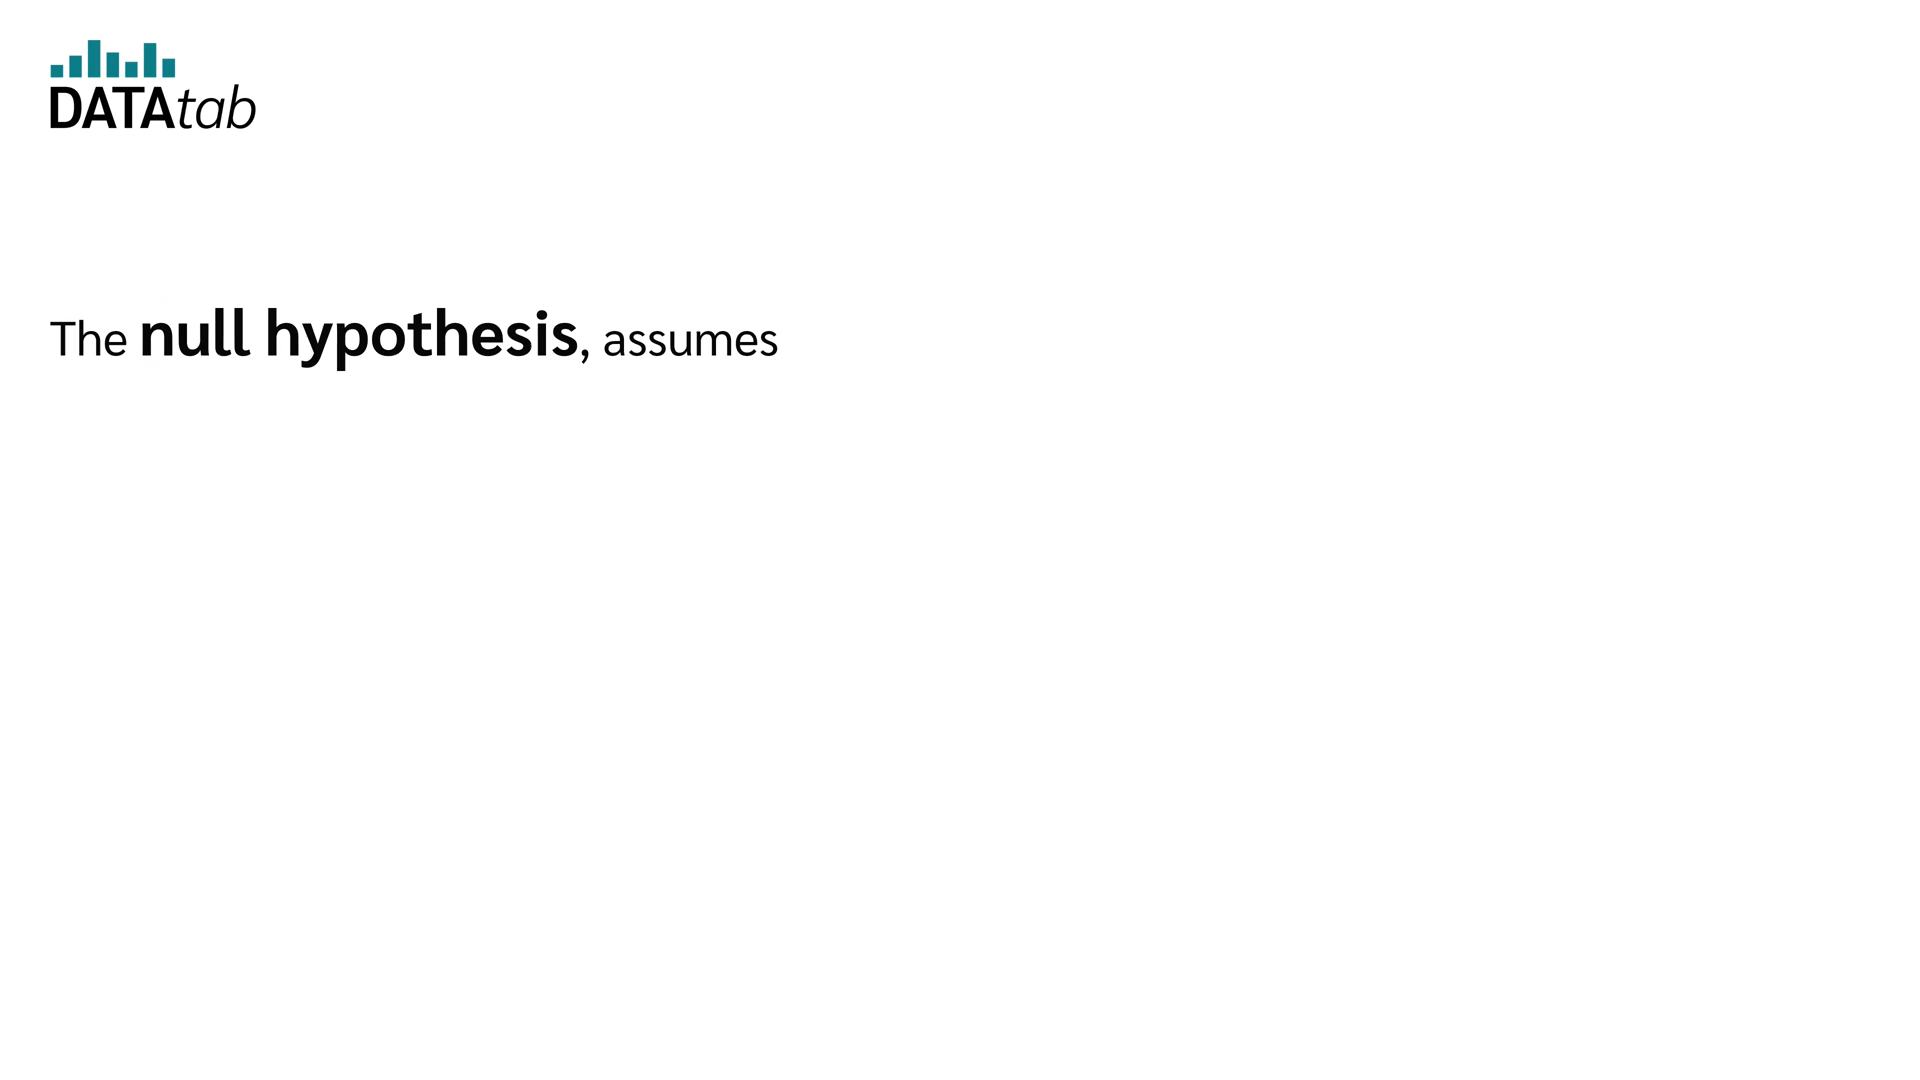 DATAtab
The null hypothesis, assumes